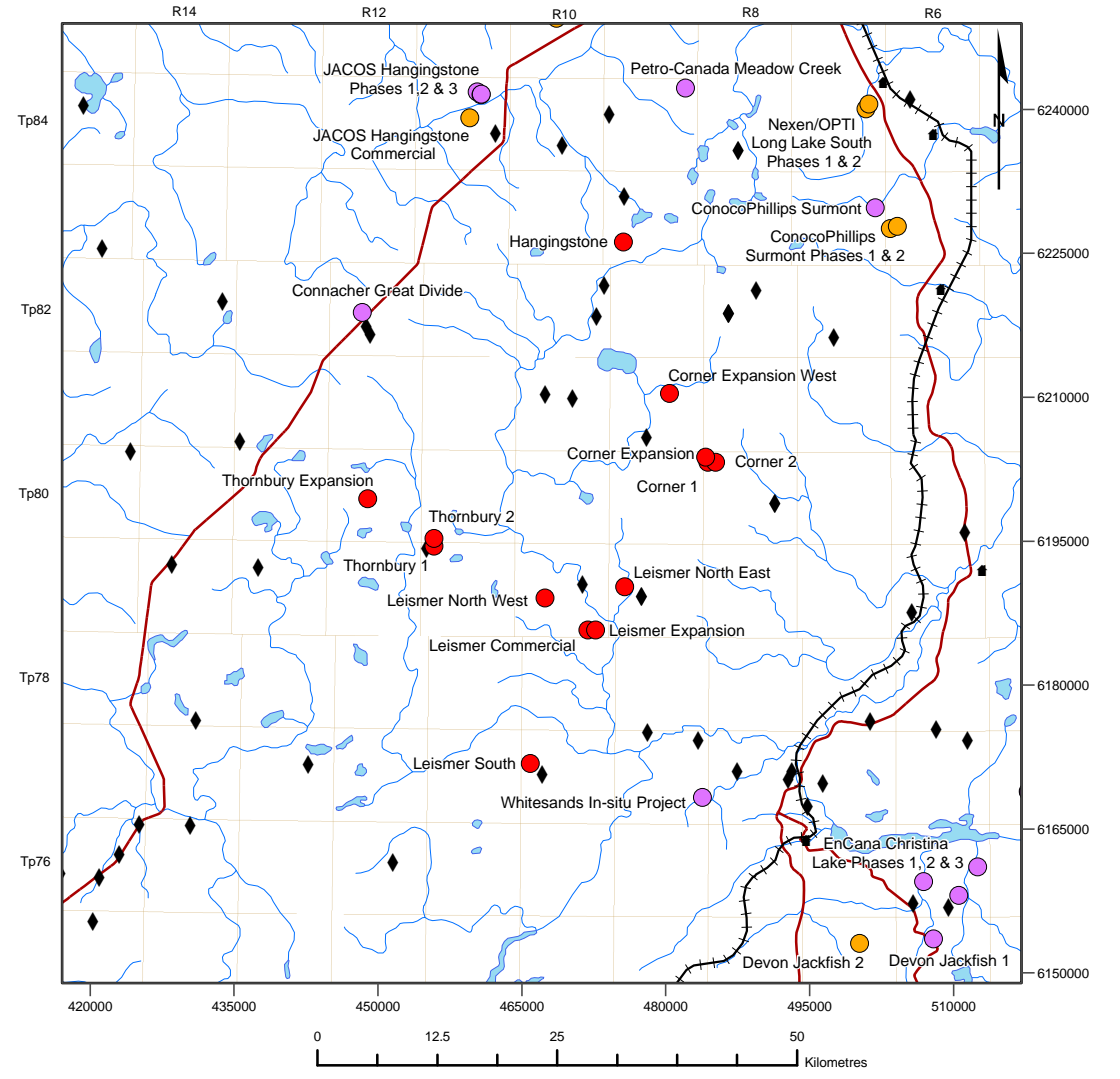 R14
R12
R10
R8
R6
JACOS Hangingstone
Phases 1.2 & 3
Petro-Canada Meadow Creek
6240000
Tp84
N
JACOS Hangingstone
Commercial
Nexen/OPTI
Long Lake South
Phases 1 & 2
ConocoPhillips Surmont
Hangingstone
ConocoPhillips
Surmont Phases 1 & 2
6225000
Connacher Great Divide
Tp82
Corner Expansion West
6210000
Corner Expansion
Corner 2
Thornbury Expansion
Corner 1
Tp80
Thornbury 2
6195000
Thornbury 1
Leismer North East
Leismer North West
Leismer Expansion
Leismer Commercial
Tp78
6180000
Leismer South
Whitesands In-situ Project
6165000
EnCana Christina
Lake Phases 1, 2 & 3
Tp76
Devon Jackfish 2
Devon Jackfish 1
6150000
420000
435000
450000
465000
480000
495000
510000
0
12.5
25
50
Kilometres